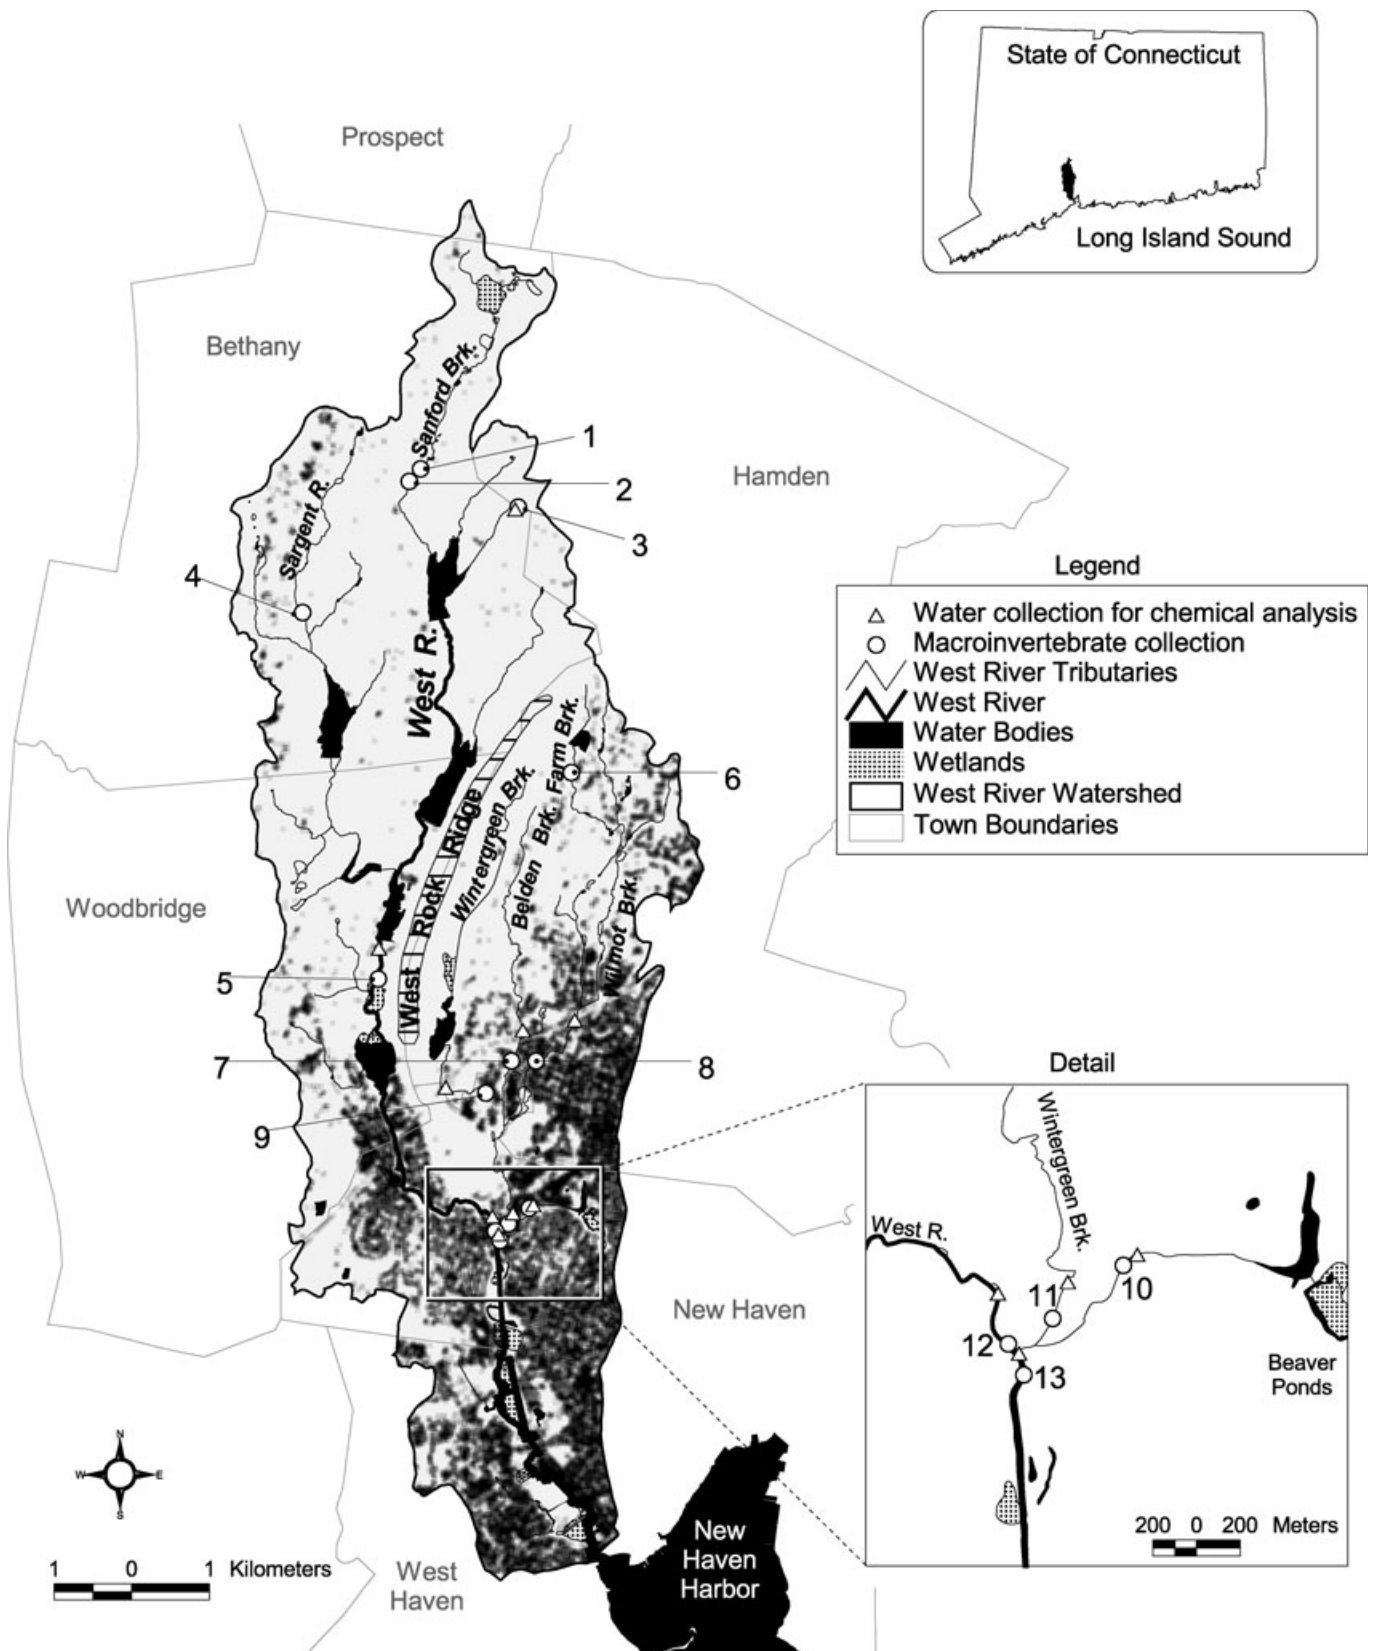 State of Connecticut
Long Island Sound
Prospect
Bethany
Hamden
Sanford Brk.
1
2
3
Sargent R.
4
West R.
Legend
Water collection for chemical analysis
Macroinvertebrate collection
West River Tributaries
West River
Water Bodies
Wetlands
West River Watershed
Town Boundaries
Farm Brk.
6
West Rock Ridge
Wintergreen Brk.
Belden Brk.
Wilmot Brk.
Woodbridge
5
7
8
9
Detail
Wintergreen Brk.
West R.
10
11
12
13
Beaver
Ponds
200 0 200 Meters
New Haven
N
W E
S
1 0 1 Kilometers
West
Haven
New
Haven
Harbor